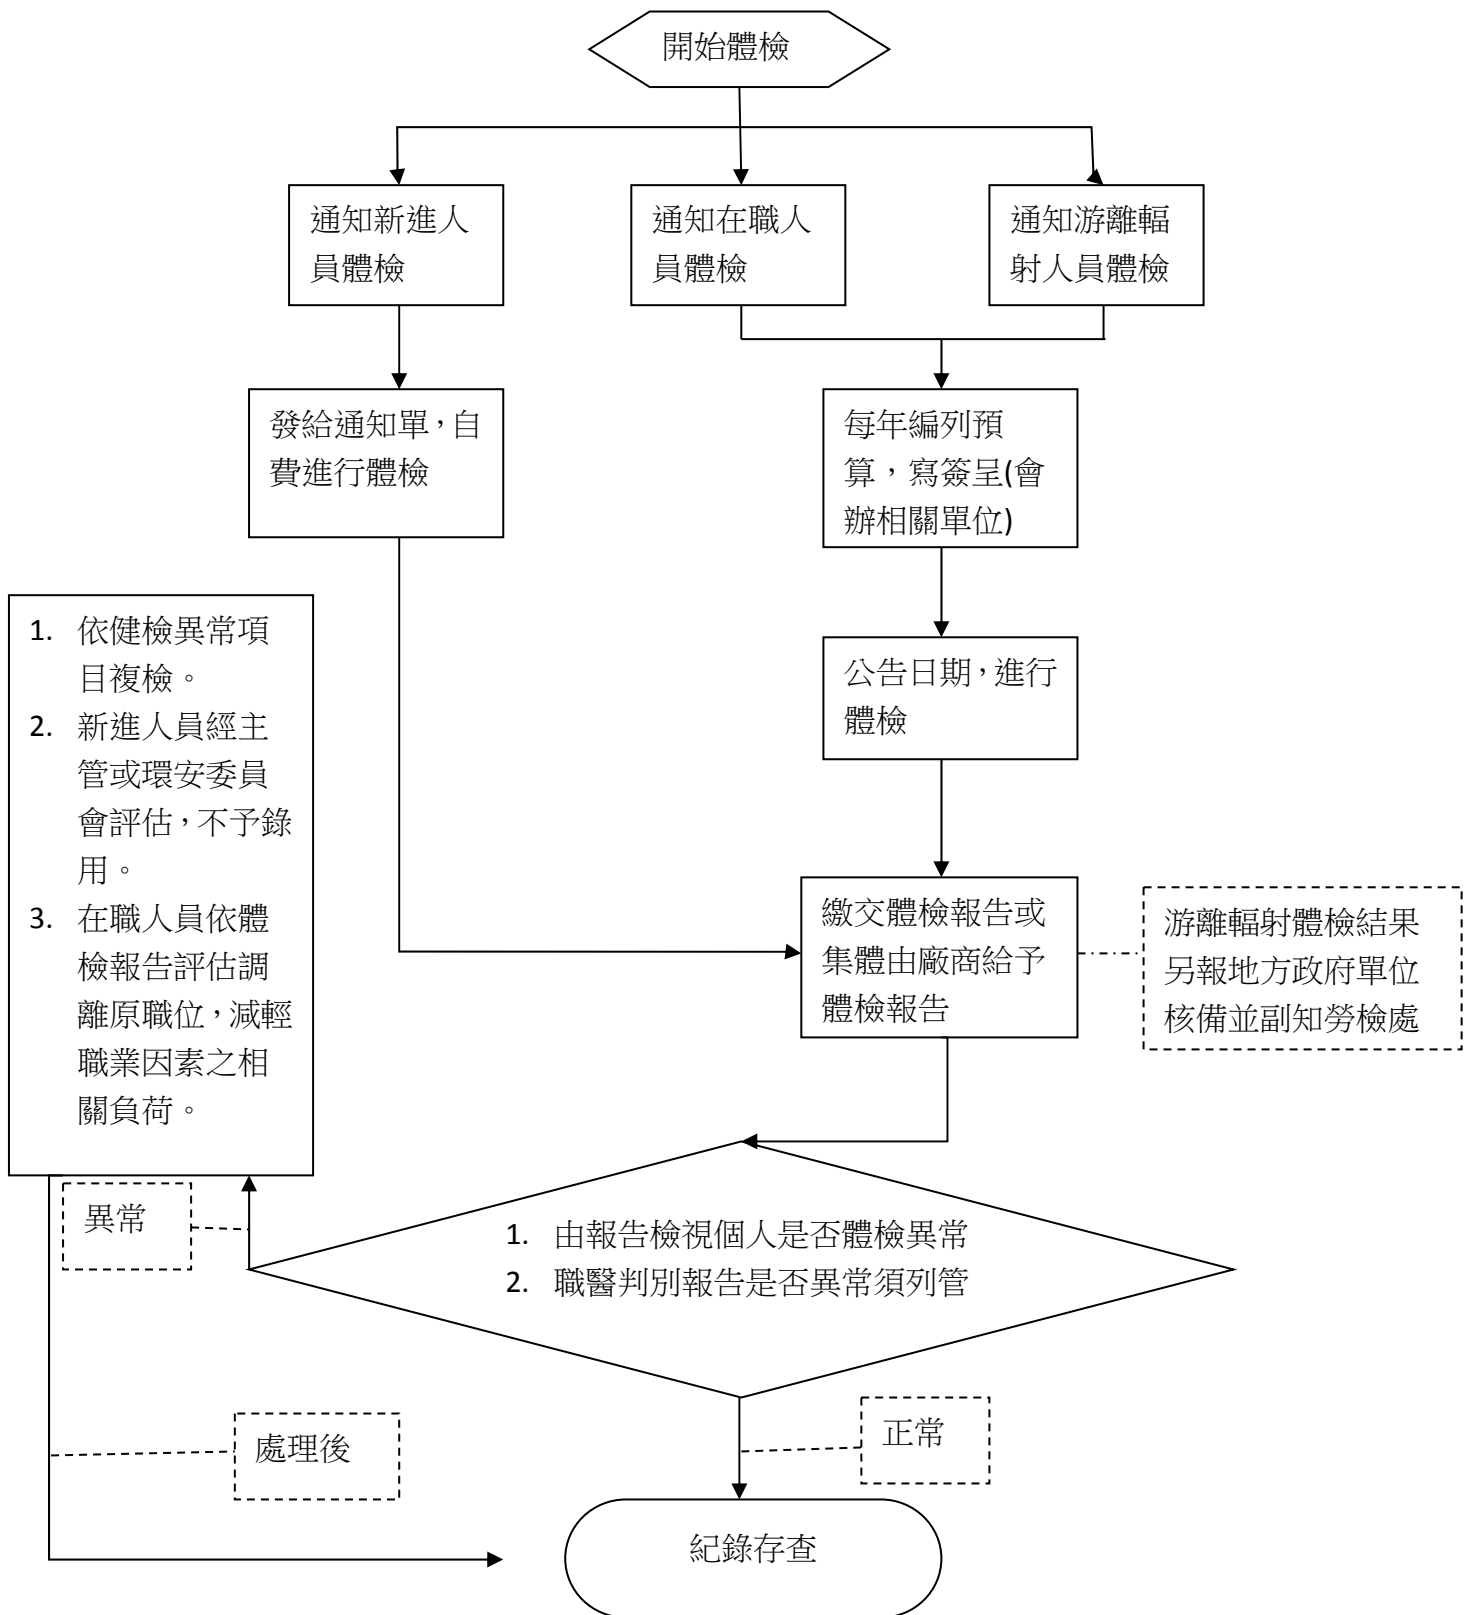 開始體檢
通知新進人
員體檢
通知在職人
員體檢
通知游離輻
射人員體檢
發給通知單，自
費進行體檢
每年編列預
算，寫簽呈(會
辦相關單位)
公告日期，進行
體檢
1. 依健檢異常項
目複檢。
2. 新進人員經主
管或環安委員
會評估，不予錄
用。
3. 在職人員依體
檢報告評估調
離原職位，減輕
職業因素之相
關負荷。
繳交體檢報告或
集體由廠商給予
體檢報告
游離輻射體檢結果
另報地方政府單位
核備並副知勞檢處
異常
1. 由報告檢視個人是否體檢異常
2. 職醫判別報告是否異常須列管
處理後
正常
紀錄存查